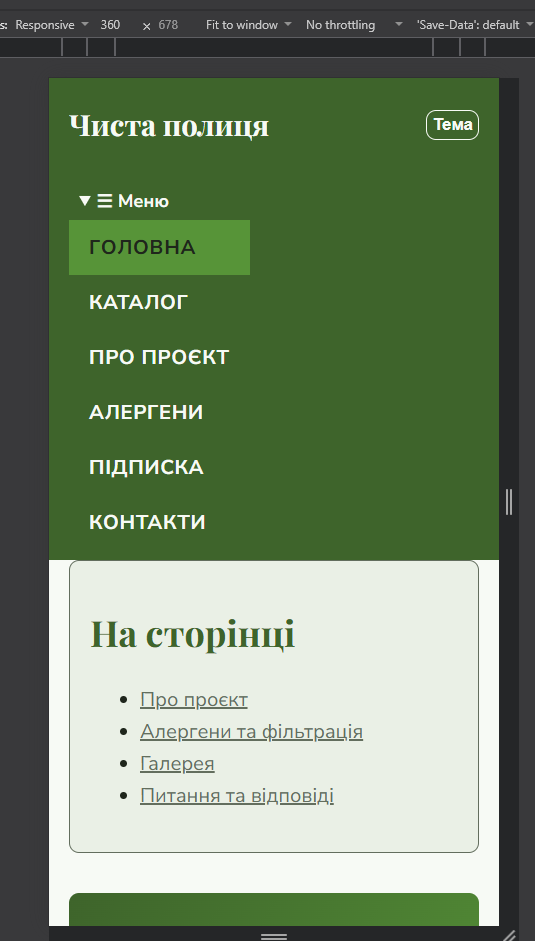 s: Responsive 360 × 678 Fit to window No throttling 'Save-Data': default
Чиста полиця
Тема
▼ ☰ Меню
ГОЛОВНА
КАТАЛОГ
ПРО ПРОЄКТ
АЛЕРГЕНИ
ПІДПИСКА
КОНТАКТИ
На сторінці
• Про проєкт
• Алергени та фільтрація
• Галерея
• Питання та відповіді